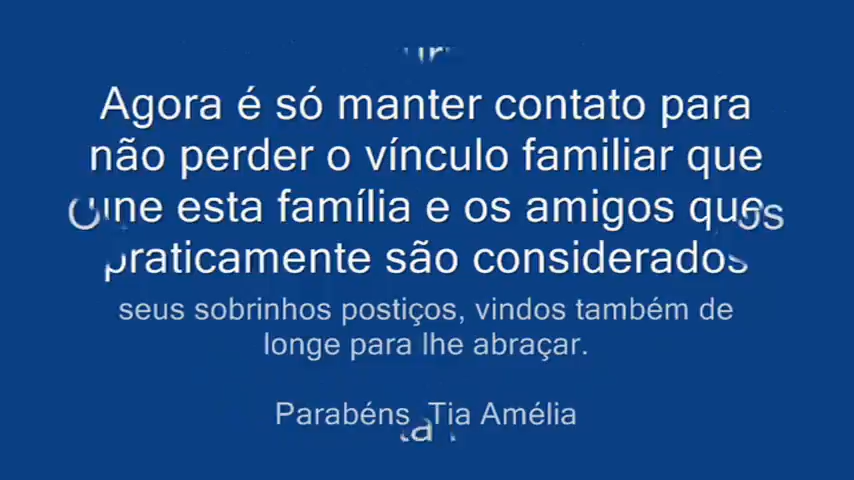 Agora é só manter contato para
não perder o vínculo familiar que
une esta família e os amigos que
praticamente são considerados
seus sobrinhos postiços, vindos também de
longe para lhe abraçar.
Parabéns Tia Amélia